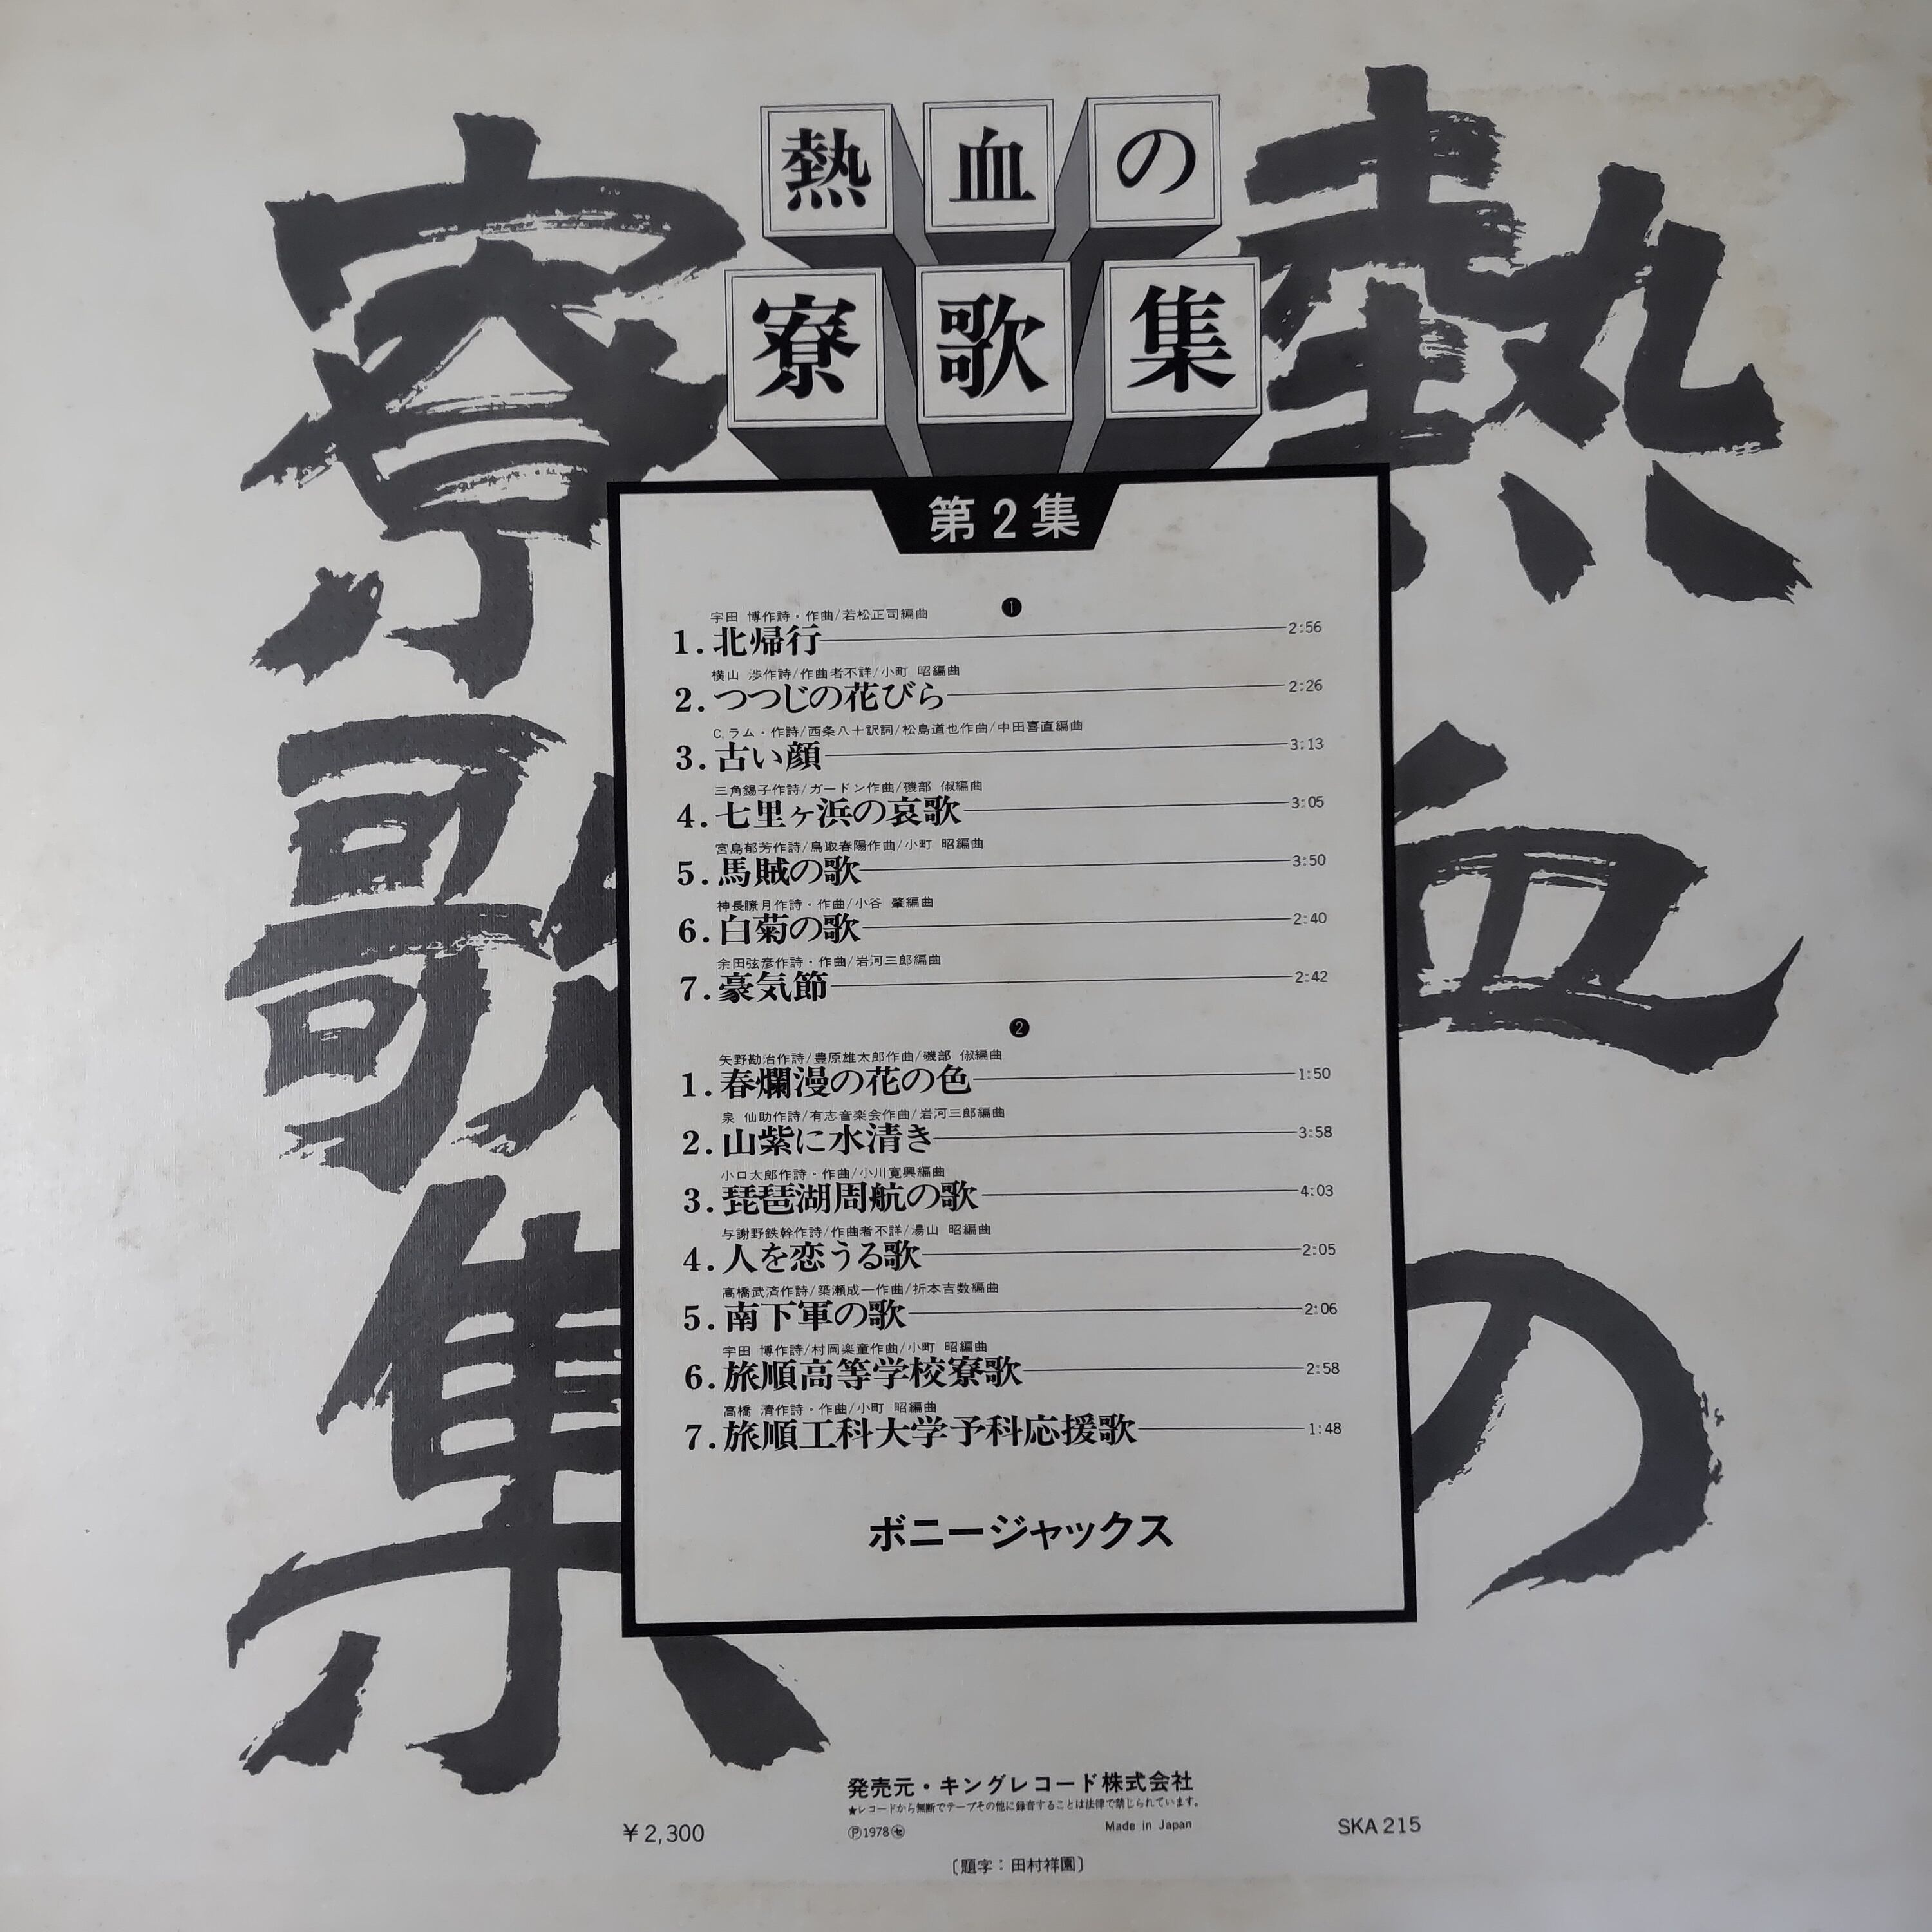 熱血の
寮歌集
熱血の
寮歌集
第2集
❶
宇田 博作詩・作曲/若松正司編曲
1.北帰行 2:56
横山 渉作詩/作曲者不詳/小町 昭編曲
2.つつじの花びら 2:26
C.ラム・作詩/西条八十訳詞/松島道也作曲/中田喜直編曲
3.古い顔 3:13
三角錫子作詩/ガードン作曲/磯部 俶編曲
4.七里ヶ浜の哀歌 3:05
宮島郁芳作詩/鳥取春陽作曲/小町 昭編曲
5.馬賊の歌 3:50
神長瞭月作詩・作曲/小谷 肇編曲
6.白菊の歌 2:40
余田弦彦作詩・作曲/岩河三郎編曲
7.豪気節 2:42
❷
矢野勘治作詩/豊原雄太郎作曲/磯部 俶編曲
1.春爛漫の花の色 1:50
泉 仙助作詩/有志音楽会作曲/岩河三郎編曲
2.山紫に水清き 3:58
小口太郎作詩・作曲/小川寛興編曲
3.琵琶湖周航の歌 4:03
与謝野鉄幹作詩/作曲者不詳/湯山 昭編曲
4.人を恋うる歌 2:05
高橋武済作詩/築瀬成一作曲/折本吉数編曲
5.南下軍の歌 2:06
宇田 博作詩/村岡楽童作曲/小町 昭編曲
6.旅順高等学校寮歌 2:58
高橋 清作詩・作曲/小町 昭編曲
7.旅順工科大学予科応援歌 1:48
ボニージャックス
発売元・キングレコード株式会社
★レコードから無断でテープその他に録音することは法律で禁じられています。
¥2,300 Ⓟ1978㋝ Made in Japan SKA 215
〔題字：田村祥園〕